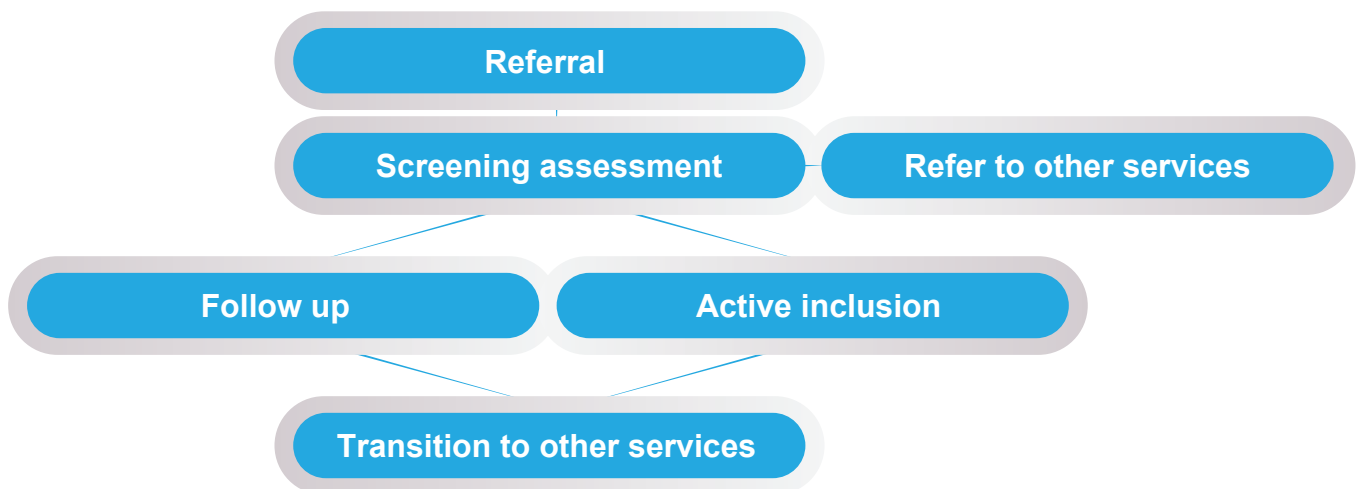 Referral
Screening assessment
Refer to other services
Follow up
Active inclusion
Transition to other services